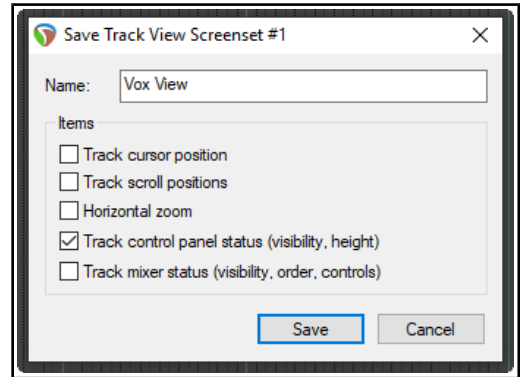 Save Track View Screenset #1
Name: Vox View
Items
Track cursor position
Track scroll positions
Horizontal zoom
Track control panel status (visibility, height)
Track mixer status (visibility, order, controls)
Save Cancel